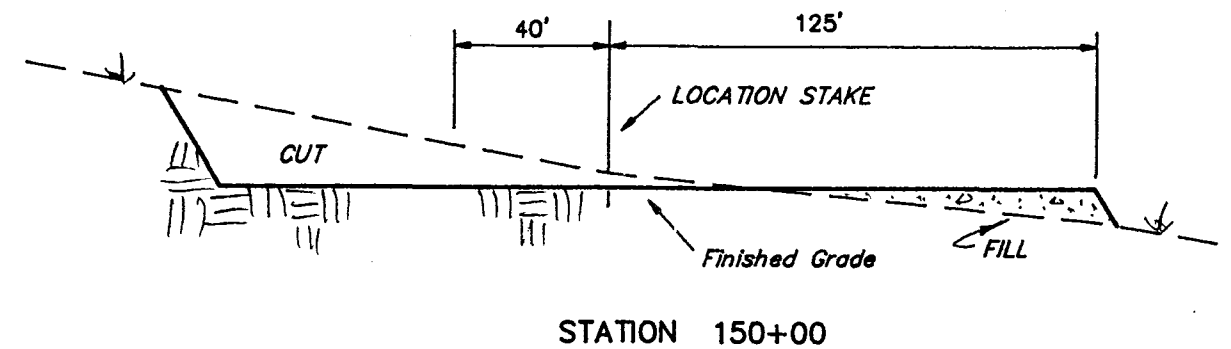 40'
125'
LOCATION STAKE
CUT
Finished Grade
FILL
STATION 150+00